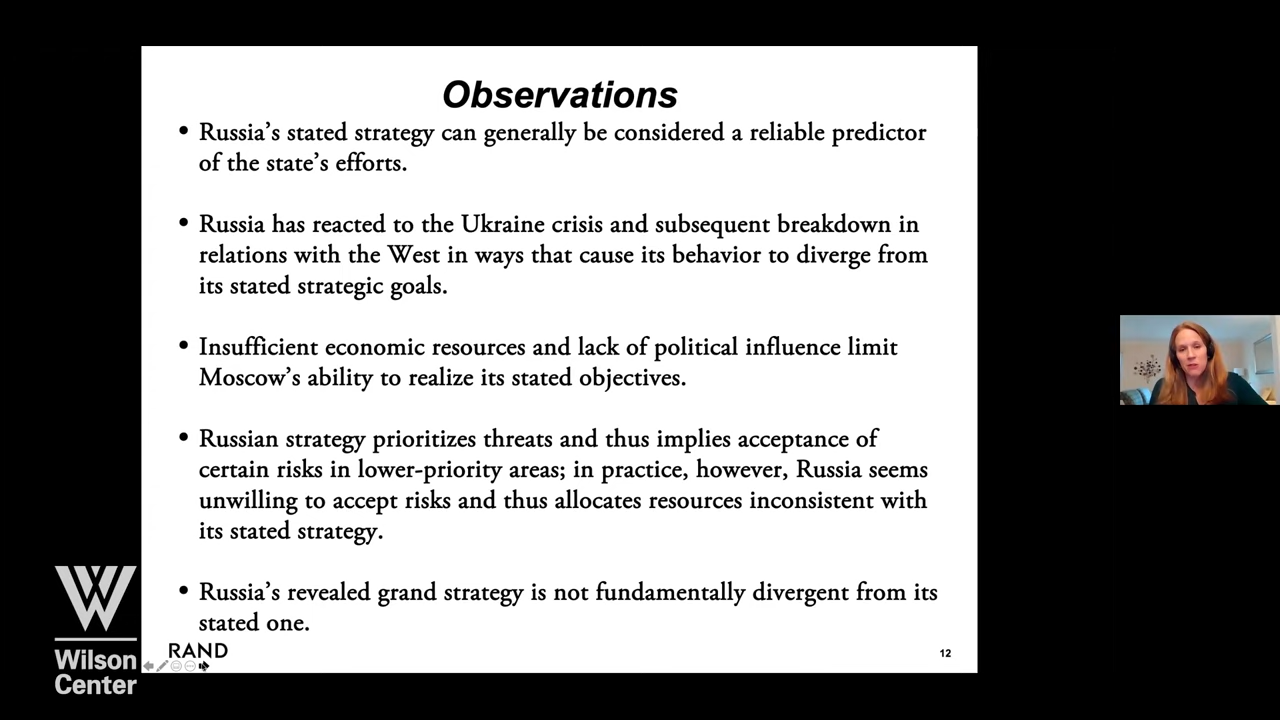 Observations
• Russia’s stated strategy can generally be considered a reliable predictor
of the state’s efforts.
• Russia has reacted to the Ukraine crisis and subsequent breakdown in
relations with the West in ways that cause its behavior to diverge from
its stated strategic goals.
• Insufficient economic resources and lack of political influence limit
Moscow’s ability to realize its stated objectives.
• Russian strategy prioritizes threats and thus implies acceptance of
certain risks in lower-priority areas; in practice, however, Russia seems
unwilling to accept risks and thus allocates resources inconsistent with
its stated strategy.
• Russia’s revealed grand strategy is not fundamentally divergent from its
stated one.
RAND
12
Wilson
Center